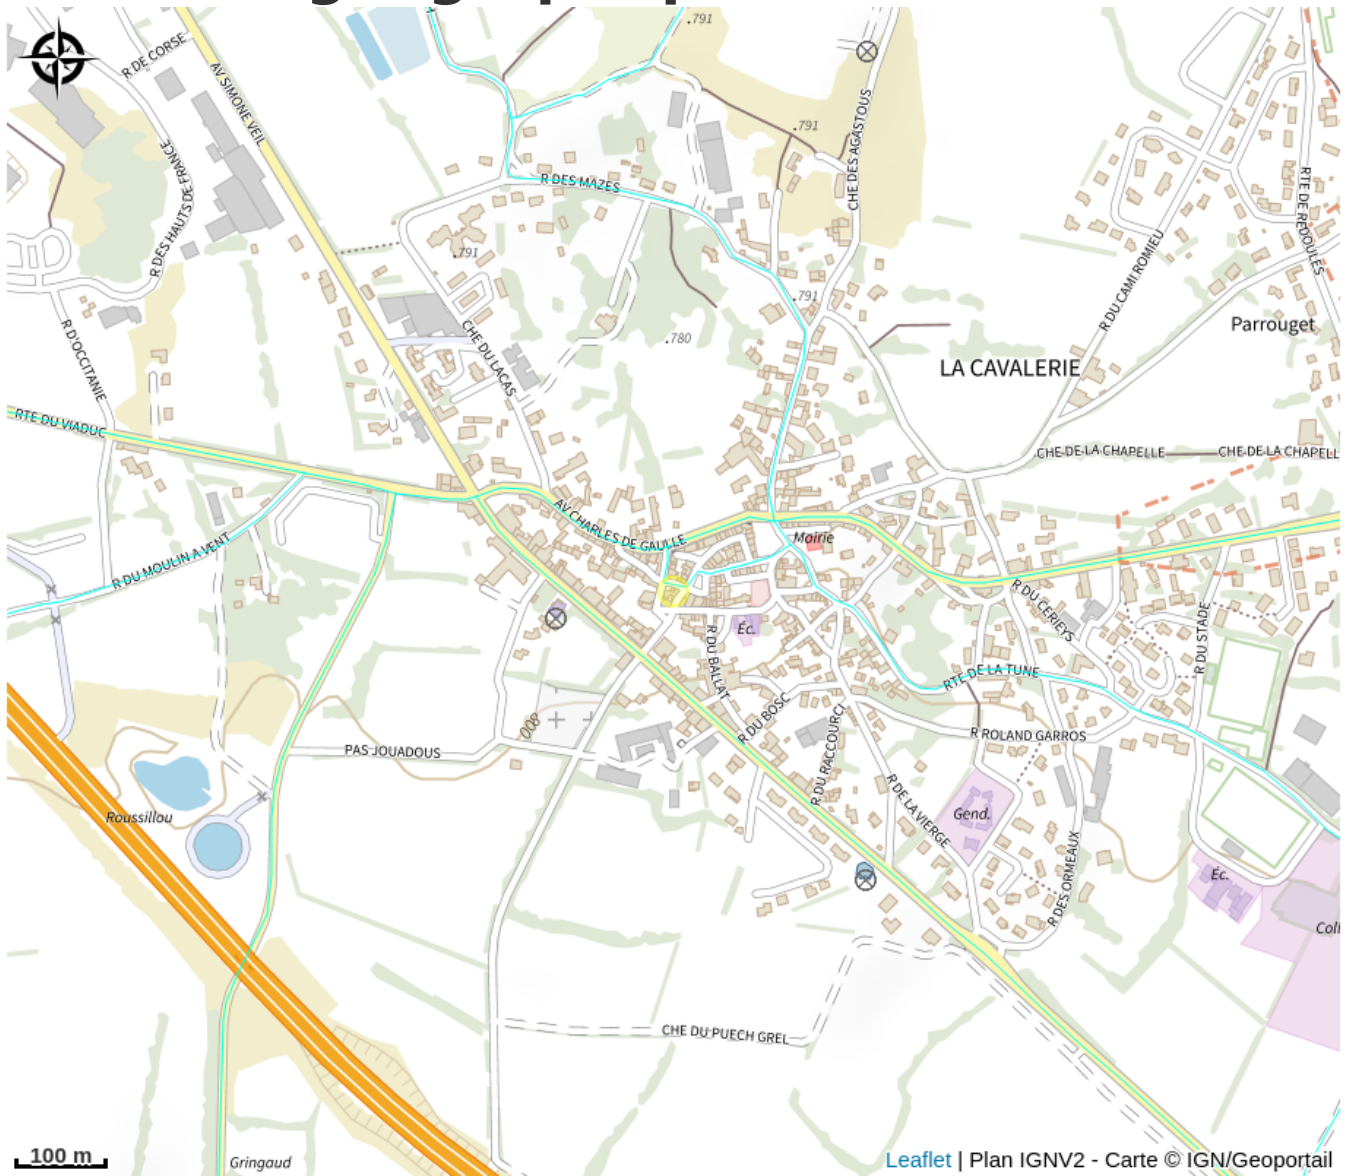 .791
R DE CORSE
AV SIMONE VEIL
.791
CHE DES AGASTOUS
R DES HAUTS DE FRANCE
R DES MAZES
RTE DE REDOULES
.791
R DU CAMI ROMIEU
.791
Parrouget
R D'OCCITANIE
CHE DU LACAS
.780
LA CAVALERIE
RTE DU VIADUC
CHE DE LA CHAPELLE
CHE DE LA CHAPELL
AV CHARLES DE GAULLE
Mairie
R DU MOULIN A VENT
R DU CERIEYS
R DU STADE
Éc.
R DU BALLAT
RTE DE LA TUNE
R DU BOSC
800
R ROLAND GARROS
PAS JOUADOUS
R DU RACCOURCI
R DE LA VIERGE
Roussillou
Gend.
Éc.
R DES ORMEAUX
Coll
CHE DU PUECH GREL
100 m
Gringaud
Leaflet | Plan IGNV2 - Carte © IGN/Geoportail